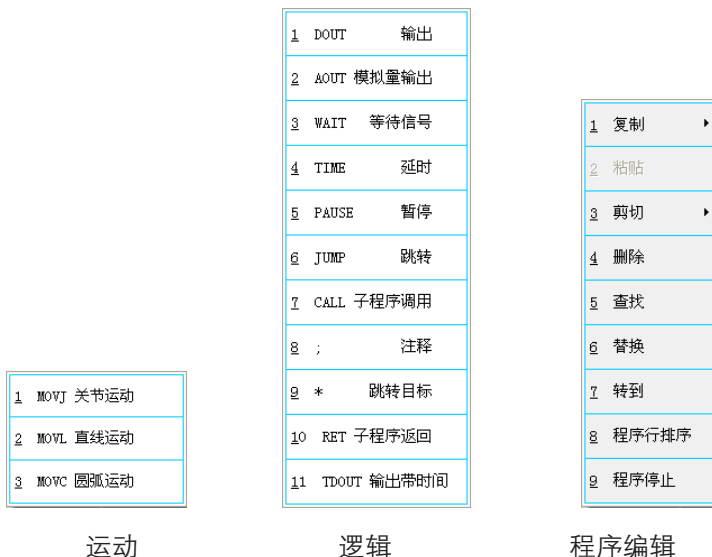 1 MOVJ 关节运动
2 MOVL 直线运动
3 MOVC 圆弧运动
运动
1 DOUT 输出
2 AOUT 模拟量输出
3 WAIT 等待信号
4 TIME 延时
5 PAUSE 暂停
6 JUMP 跳转
7 CALL 子程序调用
8 ; 注释
9 * 跳转目标
10 RET 子程序返回
11 TDOUT 输出带时间
逻辑
1 复制
2 粘贴
3 剪切
4 删除
5 查找
6 替换
7 转到
8 程序行排序
9 程序停止
程序编辑